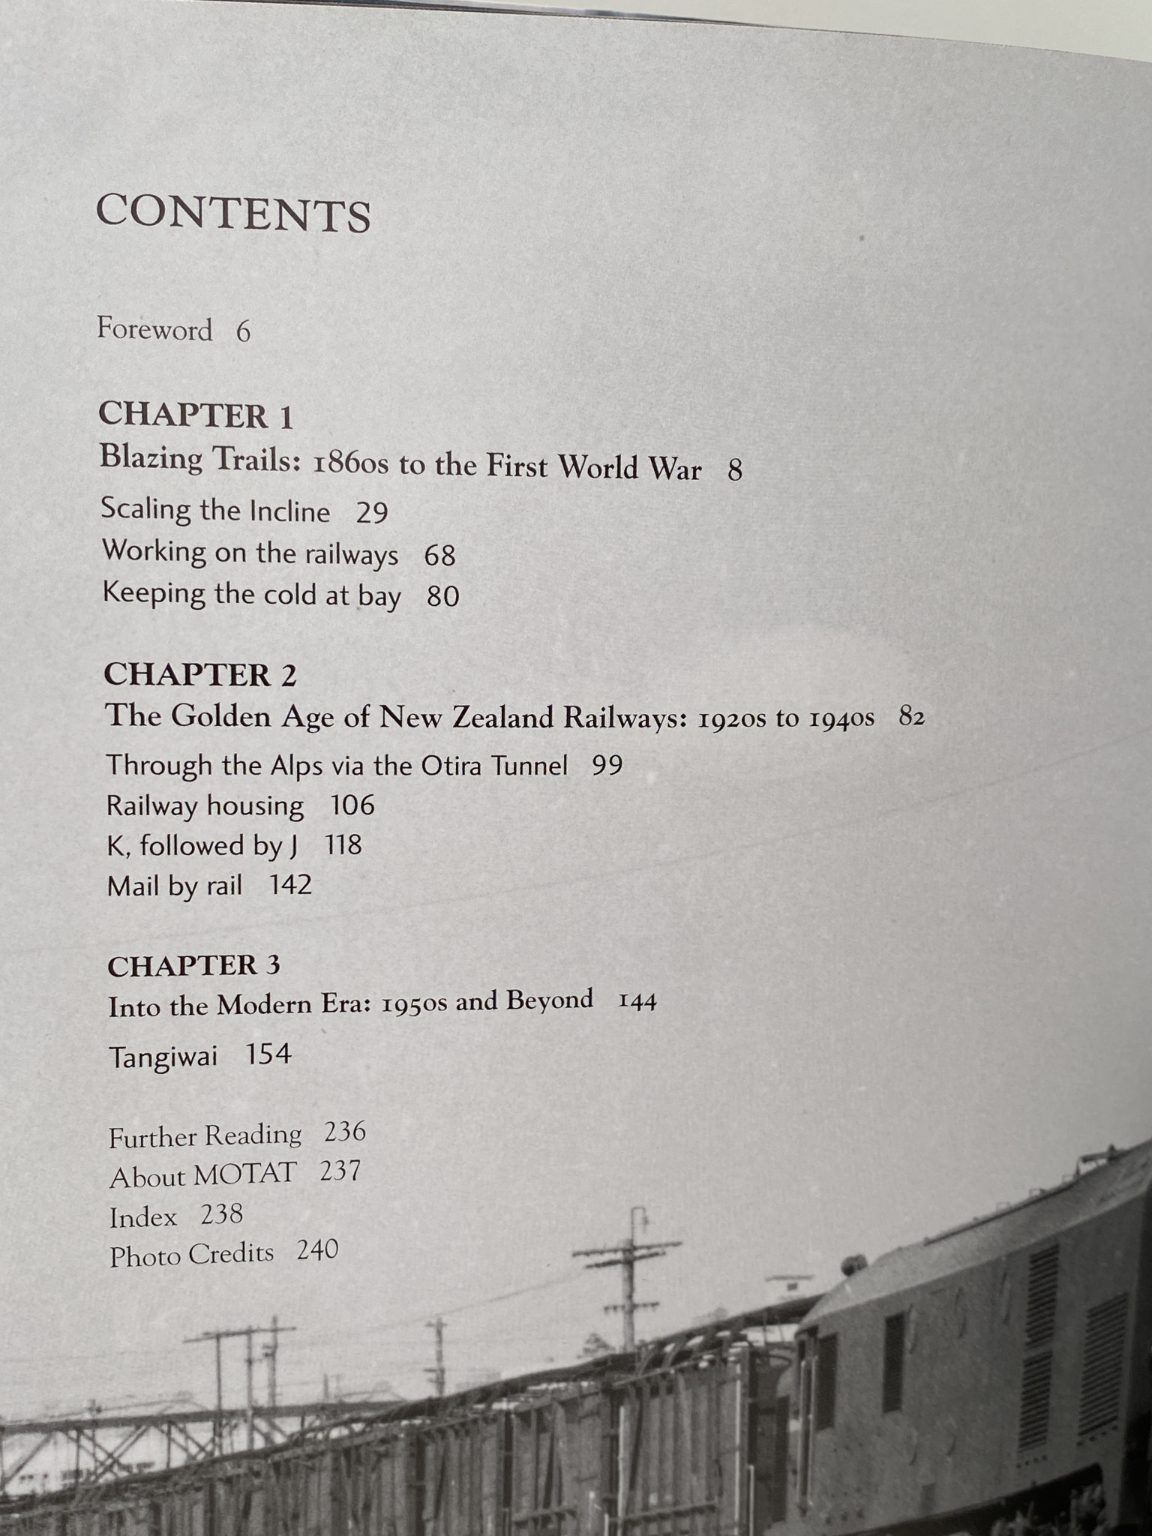 CONTENTS
Foreword 6
CHAPTER 1
Blazing Trails: 1860s to the First World War 8
Scaling the Incline 29
Working on the railways 68
Keeping the cold at bay 80
CHAPTER 2
The Golden Age of New Zealand Railways: 1920s to 1940s 82
Through the Alps via the Otira Tunnel 99
Railway housing 106
K, followed by J 118
Mail by rail 142
CHAPTER 3
Into the Modern Era: 1950s and Beyond 144
Tangiwai 154
Further Reading 236
About MOTAT 237
Index 238
Photo Credits 240